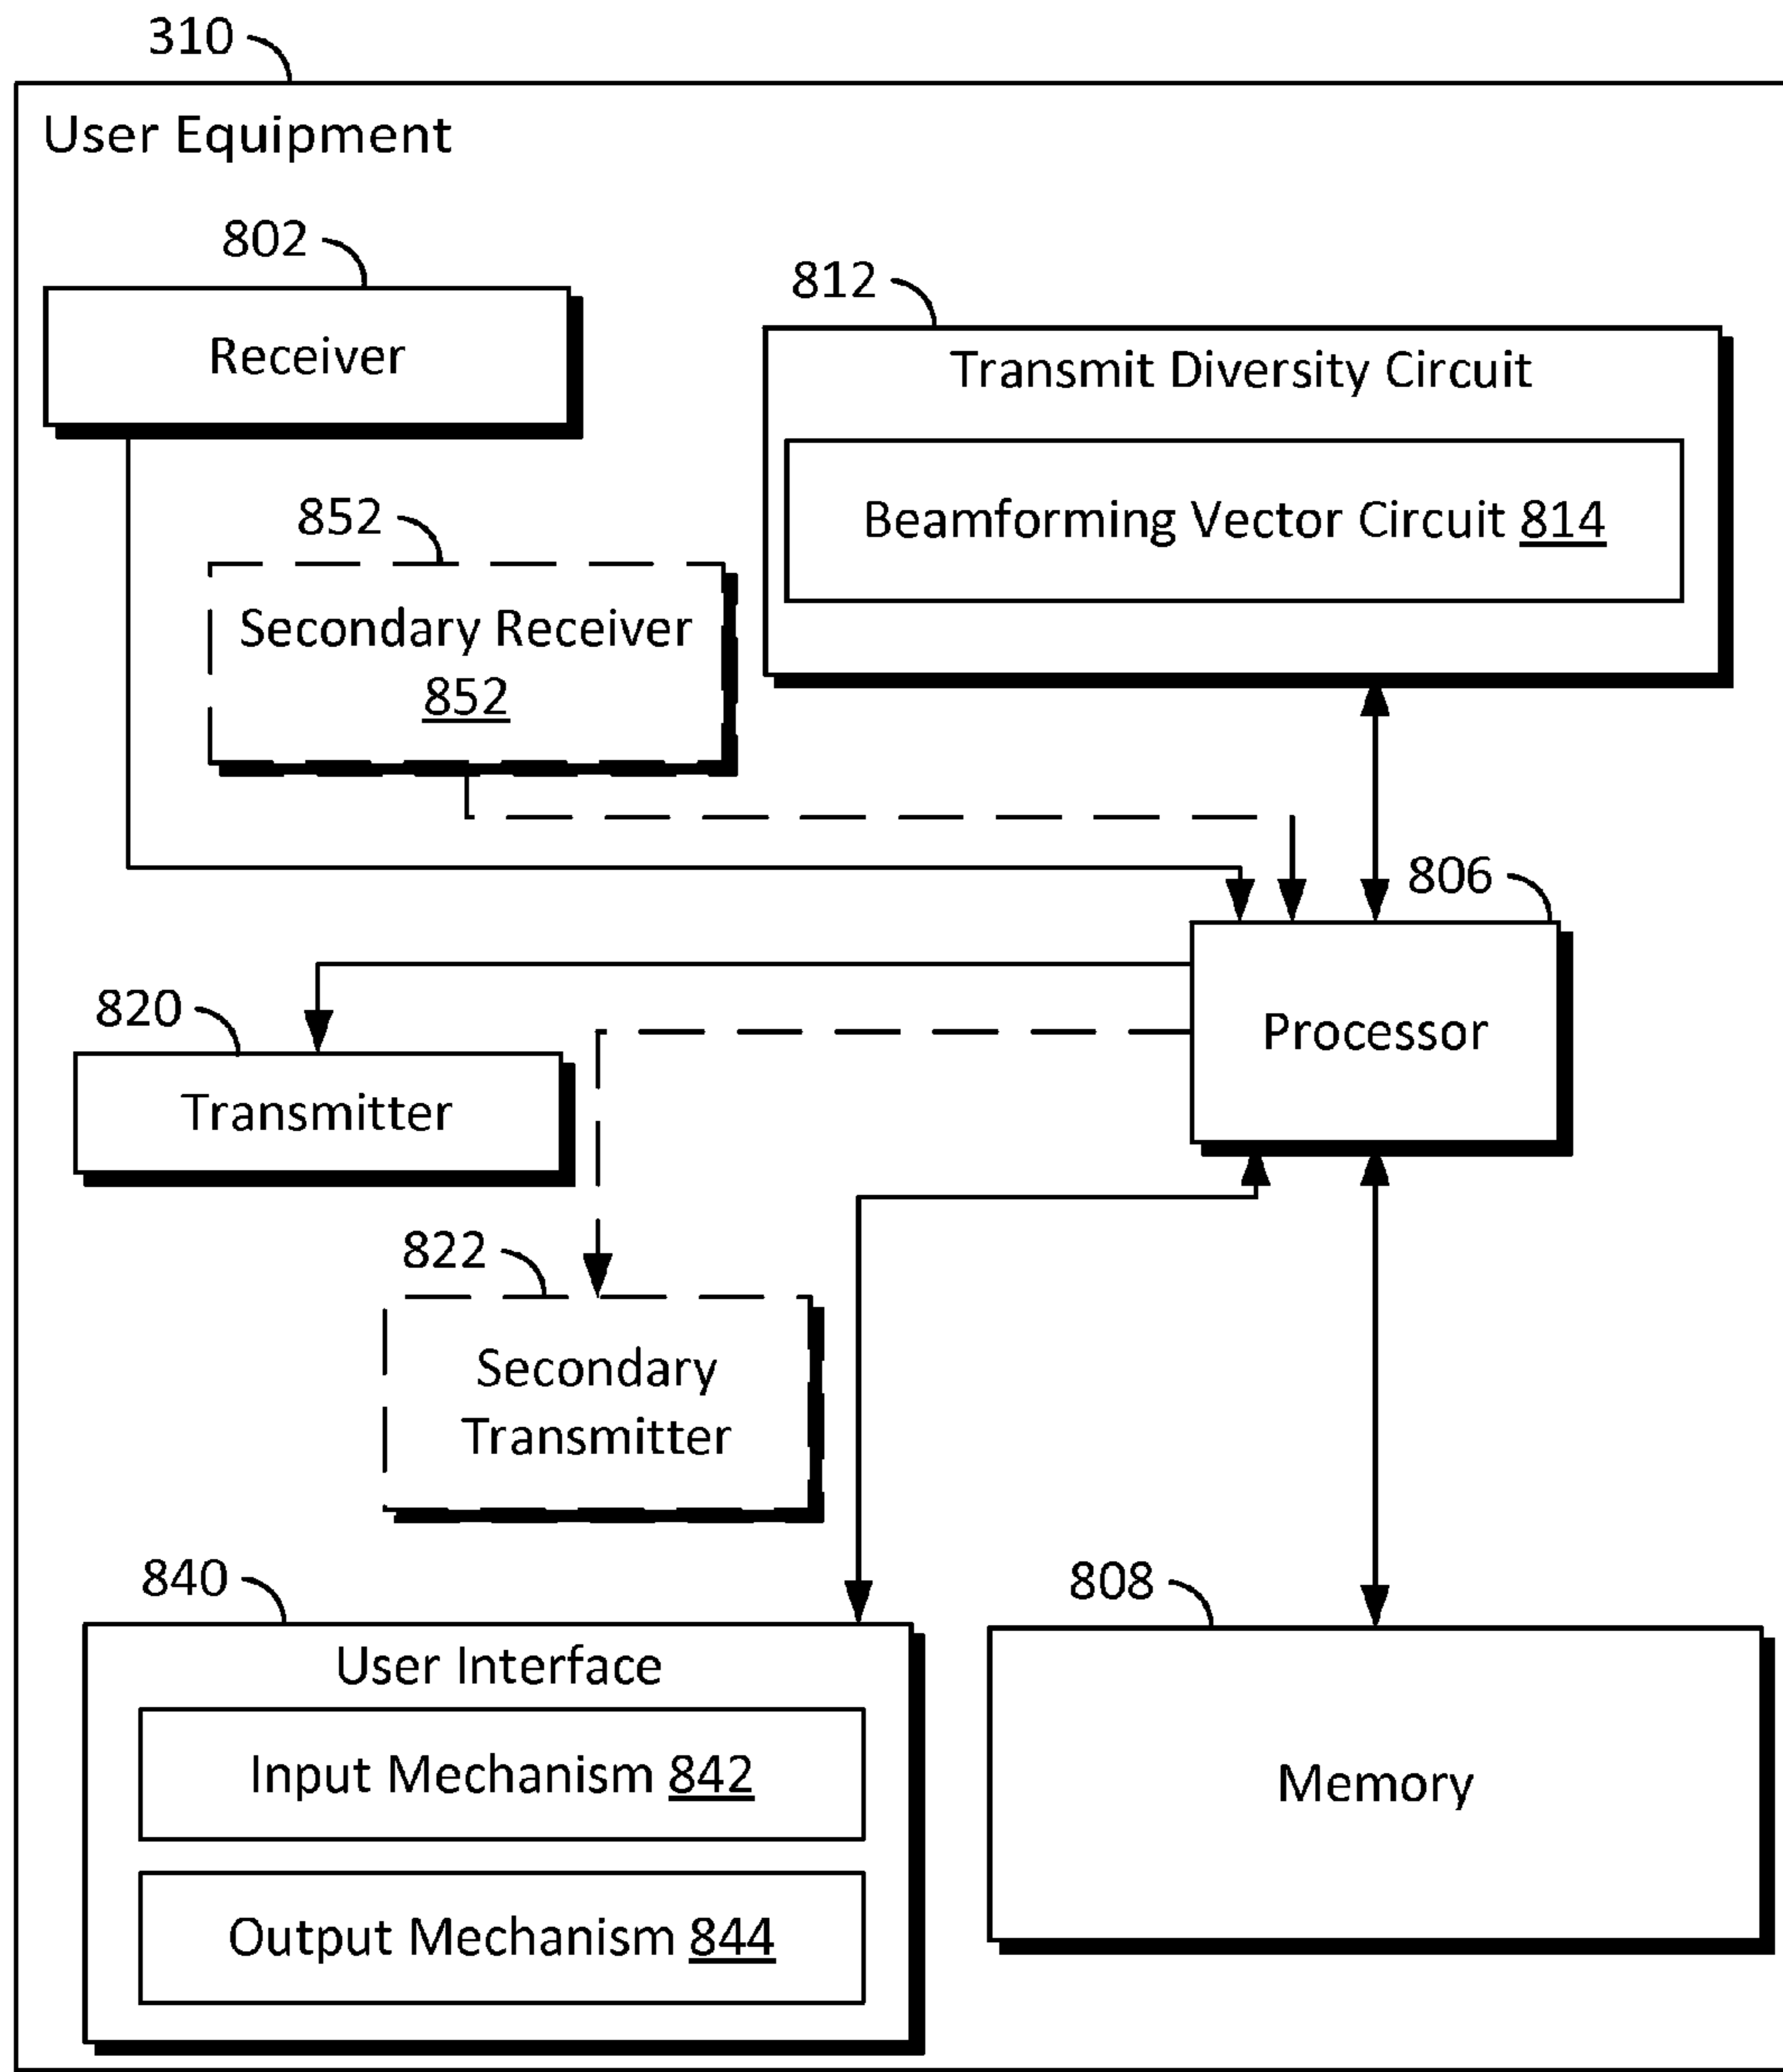 310
User Equipment
802
Receiver
812
Transmit Diversity Circuit
Beamforming Vector Circuit 814
852
Secondary Receiver
852
806
Processor
820
Transmitter
822
Secondary
Transmitter
840
User Interface
Input Mechanism 842
Output Mechanism 844
808
Memory